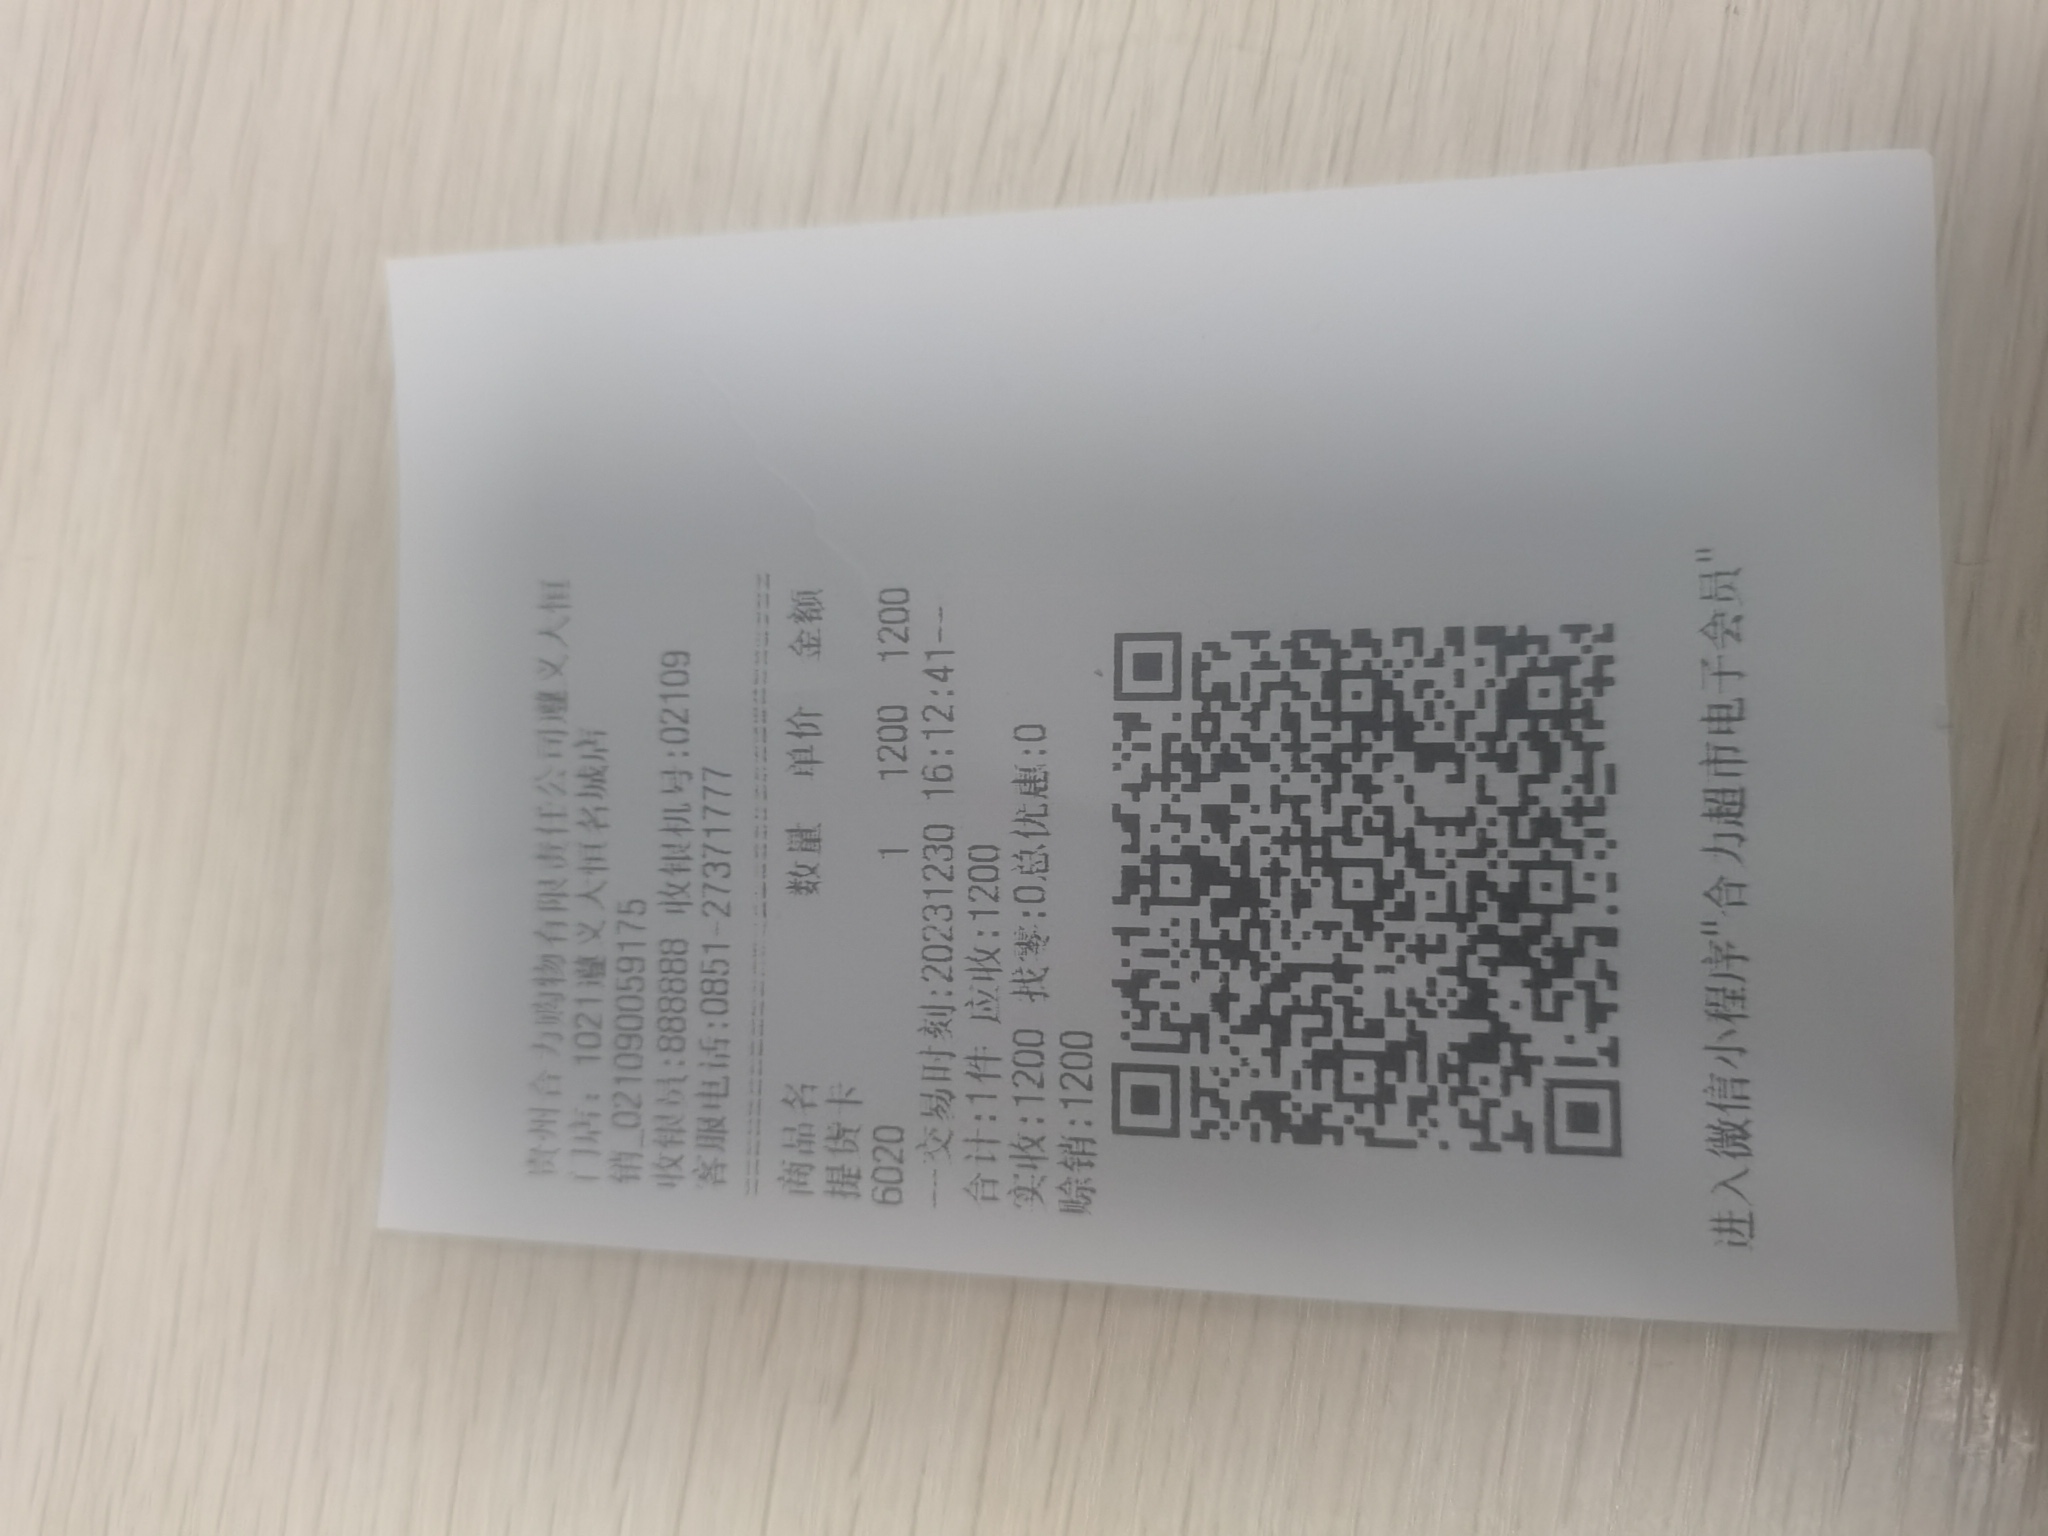 贵州合力购物有限责任公司遵义大恒
门店: 1021遵义大恒名城店
销_021090059175
收银员:888888 收银机号:02109
客服电话:0851-27371777
商品名 数量 单价 金额
提货卡
6020 1 1200 1200
---交易时刻:20231230 16:12:41---
合计:1件 应收:1200
实收:1200 找零:0总优惠:0
赊销:1200
进入微信小程序"合力超市电子会员"